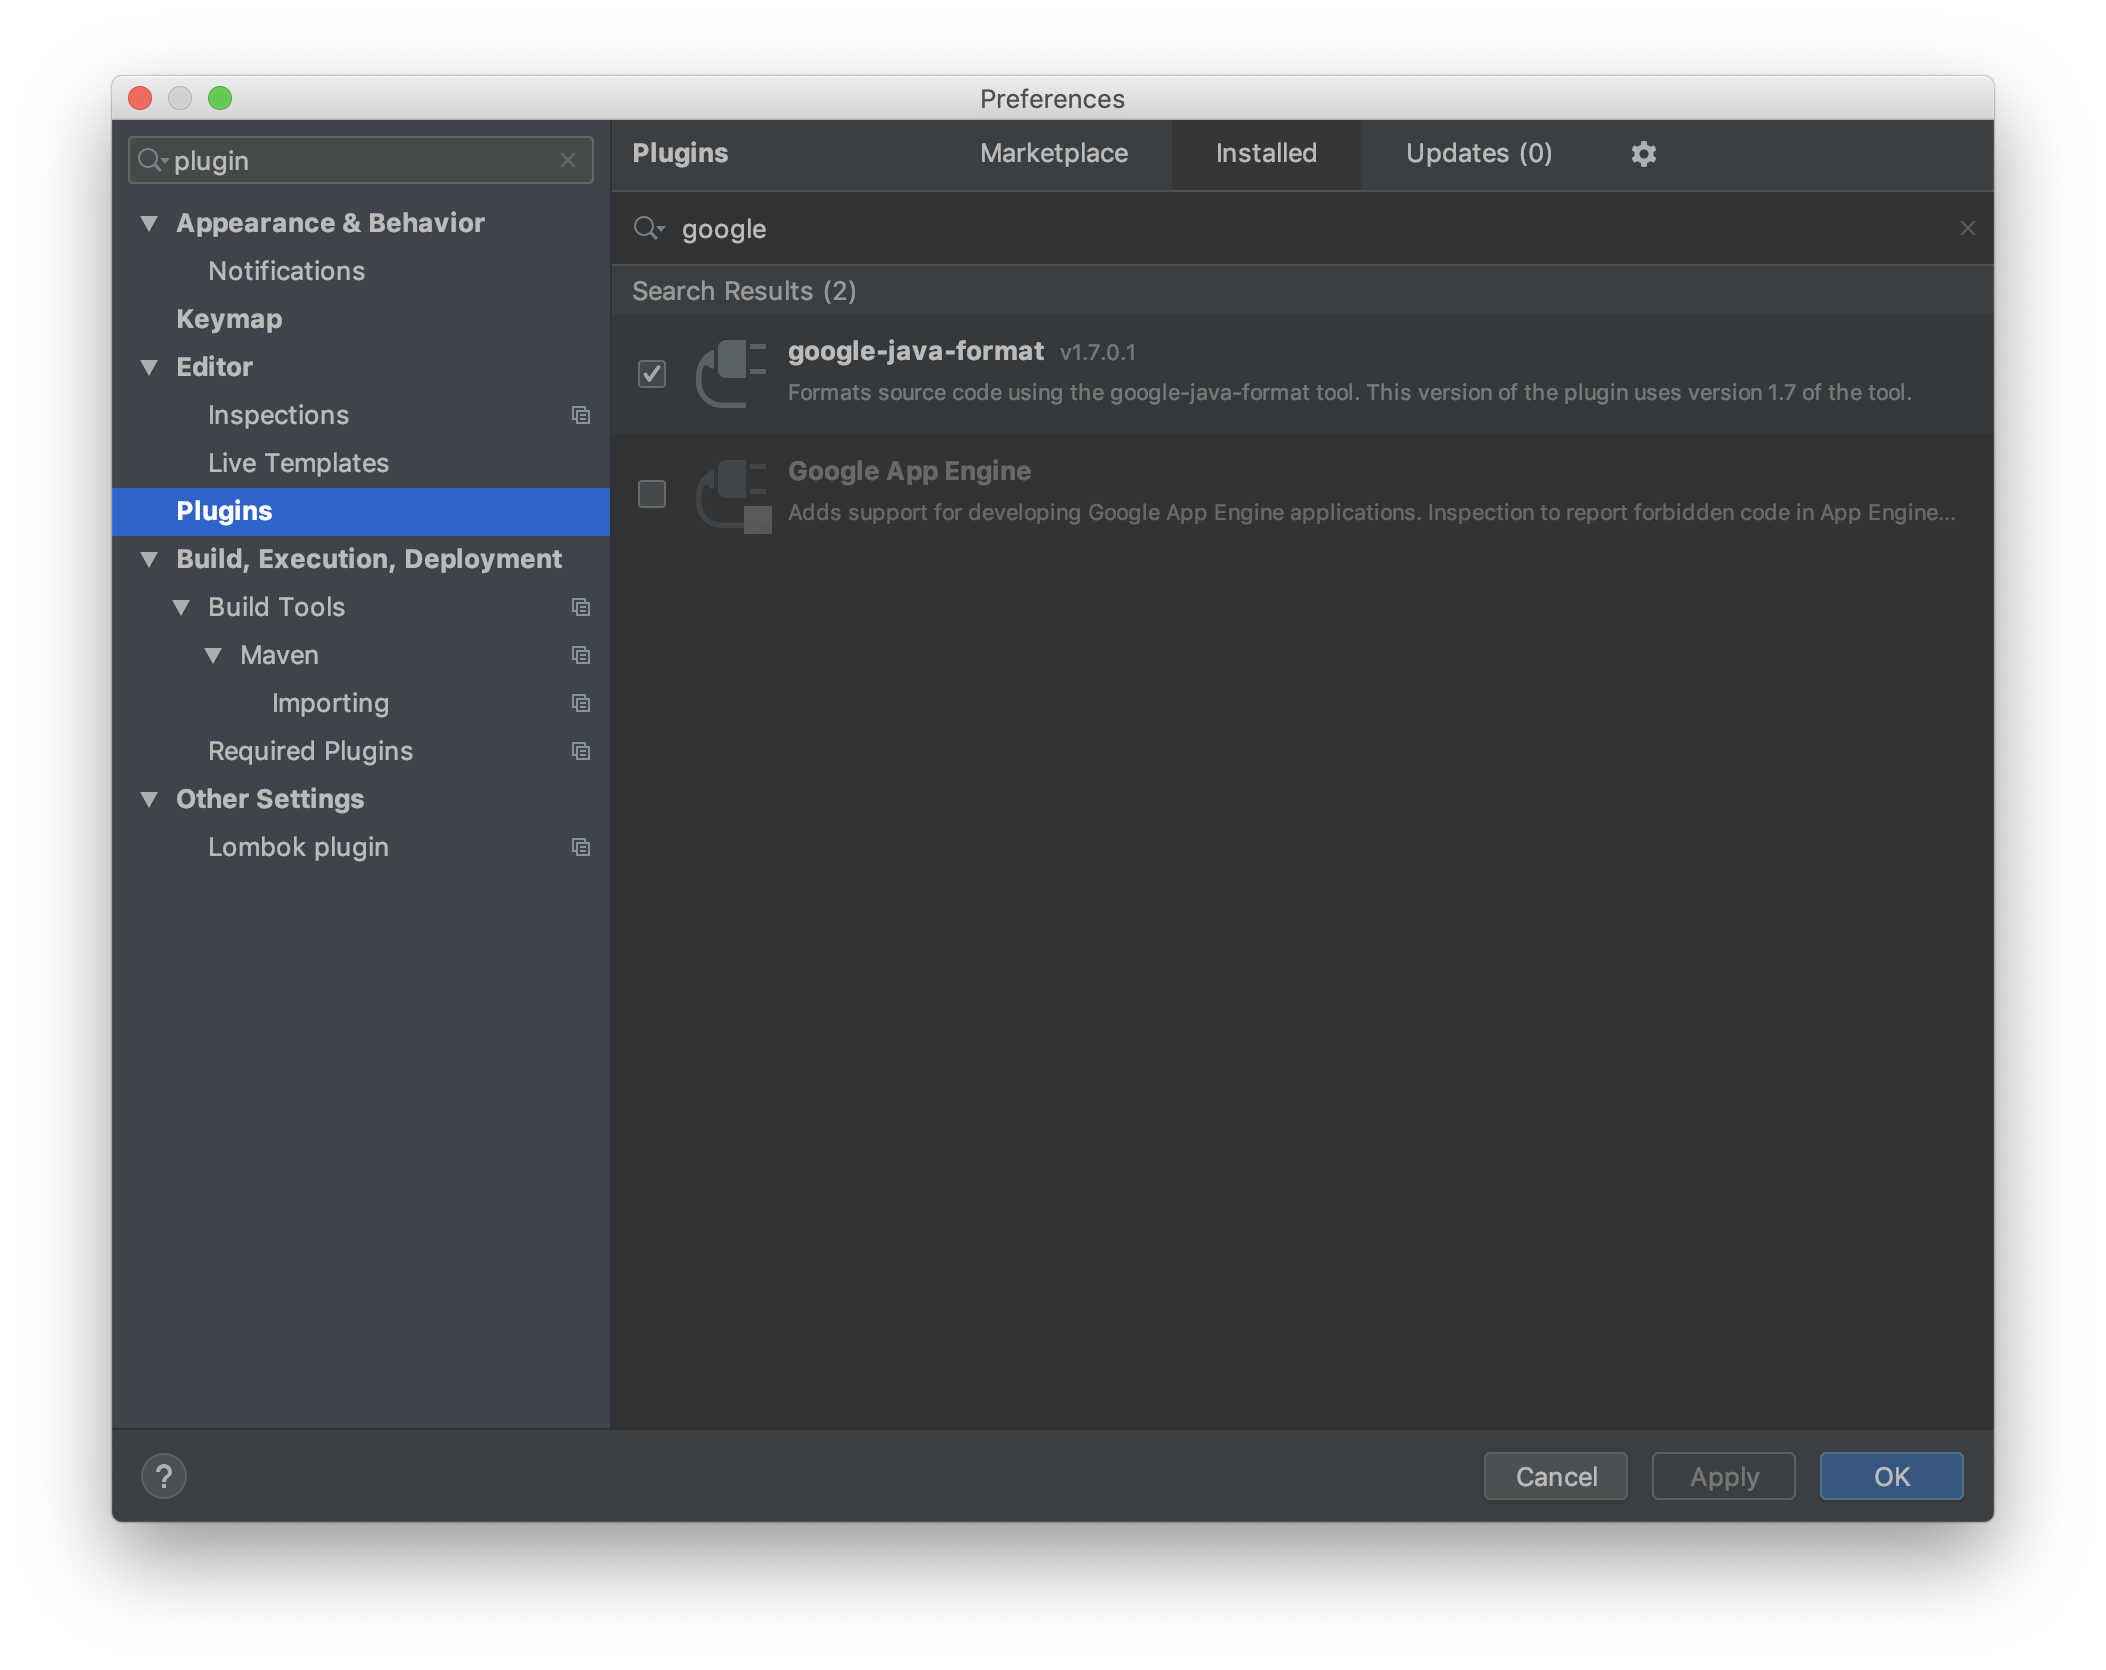 Preferences
plugin
Appearance & Behavior
Notifications
Keymap
Editor
Inspections
Live Templates
Plugins
Build, Execution, Deployment
Build Tools
Maven
Importing
Required Plugins
Other Settings
Lombok plugin
Plugins Marketplace Installed Updates (0)
google
Search Results (2)
google-java-format v1.7.0.1
Formats source code using the google-java-format tool. This version of the plugin uses version 1.7 of the tool.
Google App Engine
Adds support for developing Google App Engine applications. Inspection to report forbidden code in App Engine...
? Cancel Apply OK